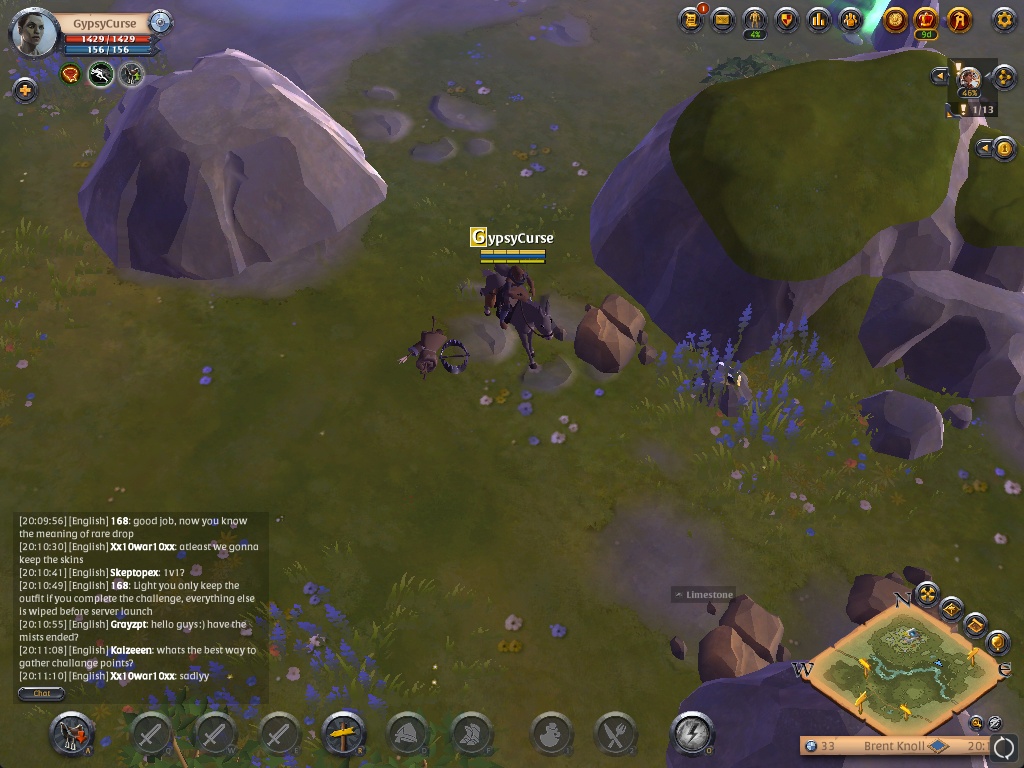 GypsyCurse
1429 / 1429
156 / 156
1
4%
9d
46%
1/13
GypsyCurse
[20:09:56] [English] 168: good job, now you know
the meaning of rare drop
[20:10:30] [English] Xx10war10xx: atleast we gonna
keep the skins
[20:10:41] [English] Skeptopex: 1v1?
[20:10:49] [English] 168: Light you only keep the
outfit if you complete the challenge, everything else
is wiped before server launch
[20:10:55] [English] Grayzpt: hello guys:) have the
mists ended?
[20:11:08] [English] Kaizeeen: whats the best way to
gather challange points?
[20:11:10] [English] Xx10war10xx: sadlyy
Chat
Limestone
N
W
E
A
Q
W
E
R
D
F
O
33
Brent Knoll
20: